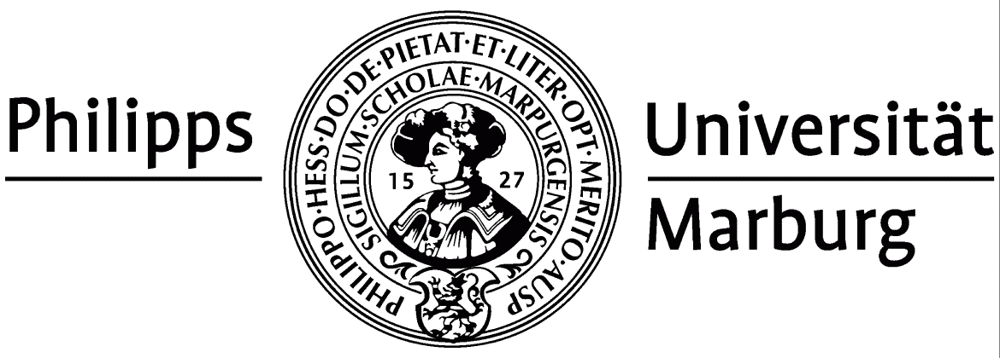 Philipps
Universität
Marburg
PHILIPPO·HESS·DO·DE·PIETAT·ET·LITER·OPT·MERITO·AUSP
SIGILLUM·SCHOLAE·MARPURGENSIS
15 27